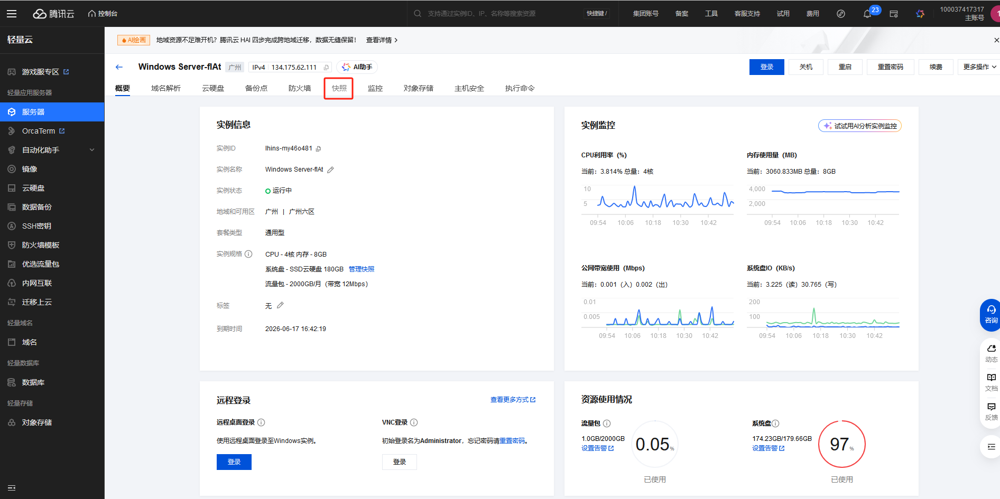 腾讯云
控制台
支持通过实例ID、IP、名称等搜索资源
快捷键 /
集团账号
备案
工具
客服支持
试用
费用
23
100037417317
主账号
1
轻量云
游戏服专区
轻量应用服务器
服务器
OrcaTerm
自动化助手
镜像
云硬盘
数据备份
SSH密钥
防火墙模板
优选流量包
内网互联
迁移上云
轻量域名
域名
轻量数据库
数据库
轻量存储
对象存储
AI绘画
地域资源不足难开机？腾讯云 HAI 四步完成跨地域迁移，数据无缝保留！
查看详情
Windows Server-flAt
广州
IPv4
134.175.62.111
AI助手
登录
关机
重启
重置密码
续费
更多操作
概要
域名解析
云硬盘
备份点
防火墙
快照
监控
对象存储
主机安全
执行命令
实例信息
实例ID
lhins-my46o481
实例名称
Windows Server-flAt
实例状态
运行中
地域和可用区
广州 | 广州六区
套餐类型
通用型
实例规格
CPU - 4核 内存 - 8GB
系统盘 - SSD云硬盘 180GB 管理快照
流量包 - 2000GB/月（带宽 12Mbps）
标签
无
到期时间
2026-06-17 16:42:19
实例监控
试试用AI分析实例监控
CPU利用率（%）
当前：3.814% 总量：4核
10
5
09:54 10:06 10:18 10:30 10:42
内存使用量（MB）
当前：3060.833MB 总量：8GB
4,000
2,000
09:54 10:06 10:18 10:30 10:42
公网带宽使用（Mbps）
当前：0.001（入）0.002（出）
0.01
0.005
09:54 10:06 10:18 10:30 10:42
系统盘IO（KB/s）
当前：3.225（读）30.765（写）
200
100
09:54 10:06 10:18 10:30 10:42
远程登录
查看更多方式
远程桌面登录
使用远程桌面登录至Windows实例。
登录
VNC登录
初始登录名为Administrator，忘记密码请重置密码。
登录
资源使用情况
流量包
1.0GB/2000GB
设置告警
0.05%
已使用
系统盘
174.23GB/179.66GB
设置告警
97%
已使用
咨询
动态
文档
反馈